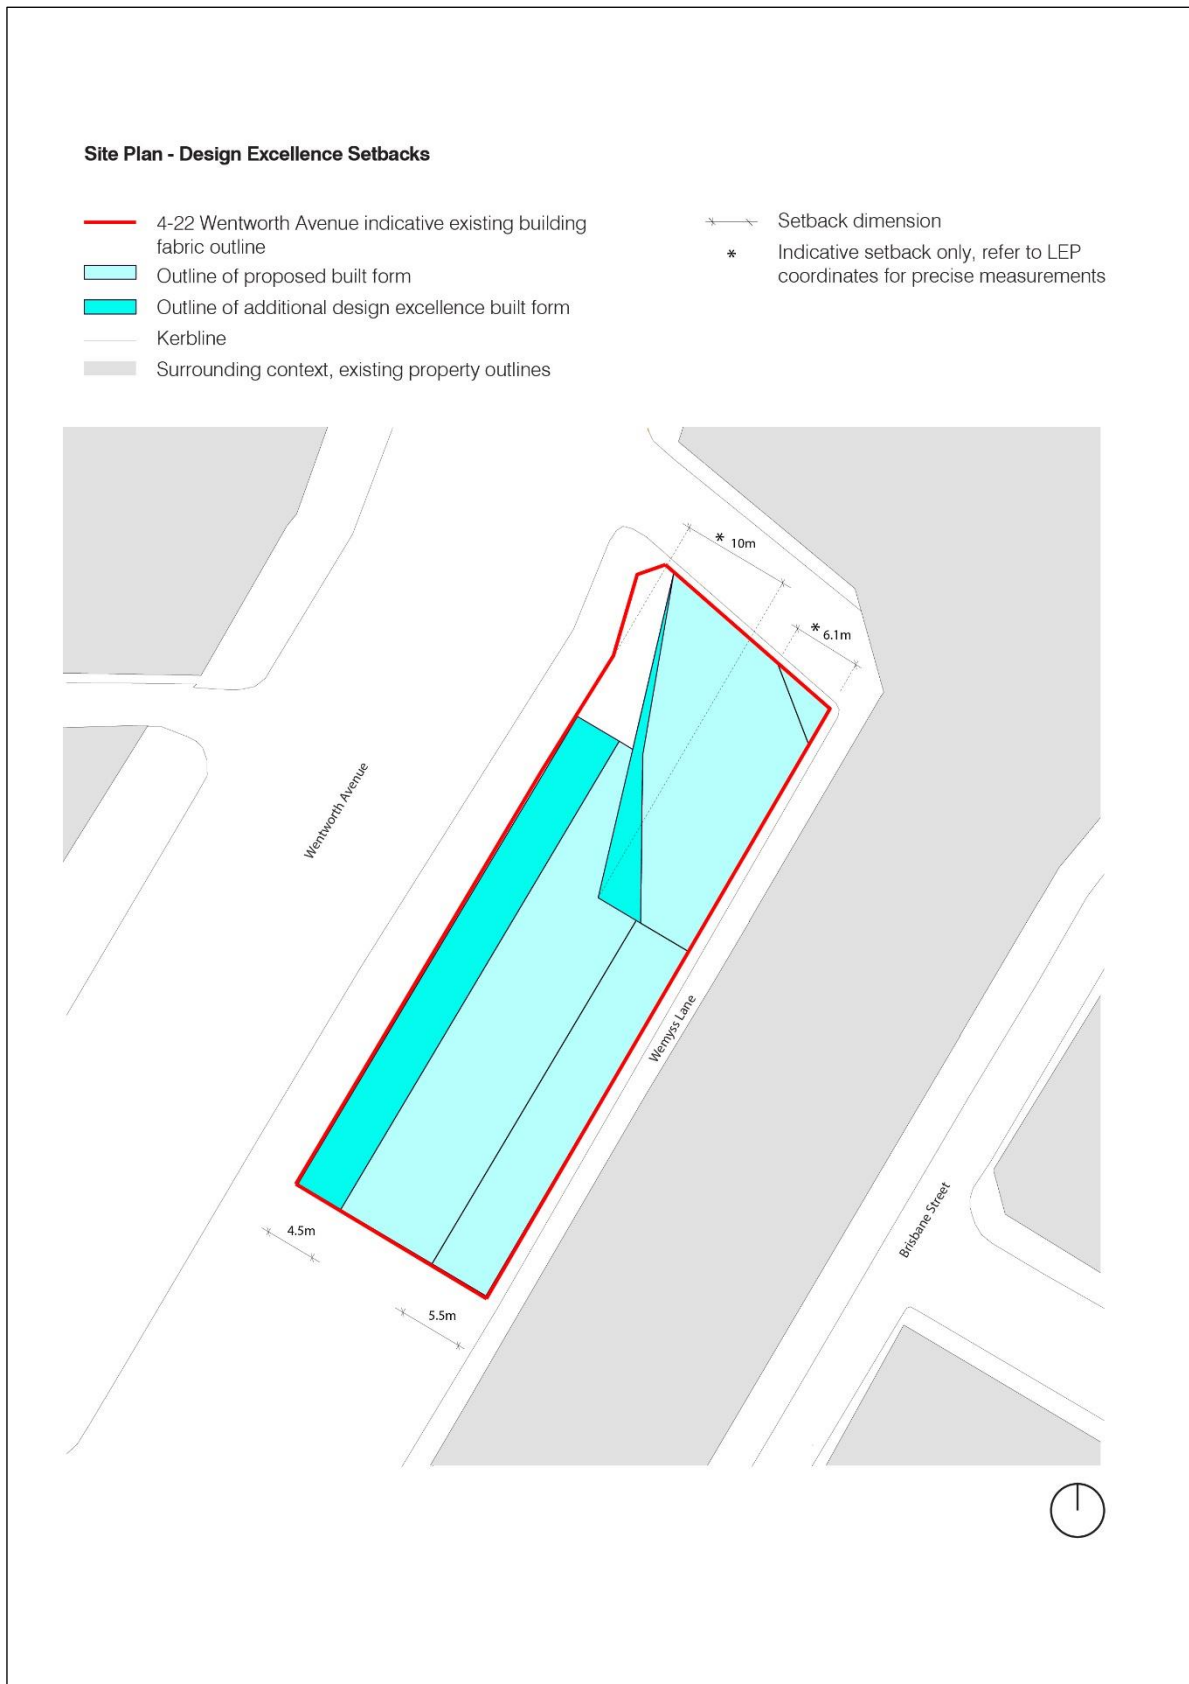 Site Plan - Design Excellence Setbacks
4-22 Wentworth Avenue indicative existing building
fabric outline
Outline of proposed built form
Outline of additional design excellence built form
Kerbline
Surrounding context, existing property outlines
Setback dimension
* Indicative setback only, refer to LEP
coordinates for precise measurements
* 10m
* 6.1m
Wentworth Avenue
Wemyss Lane
Brisbane Street
4.5m
5.5m